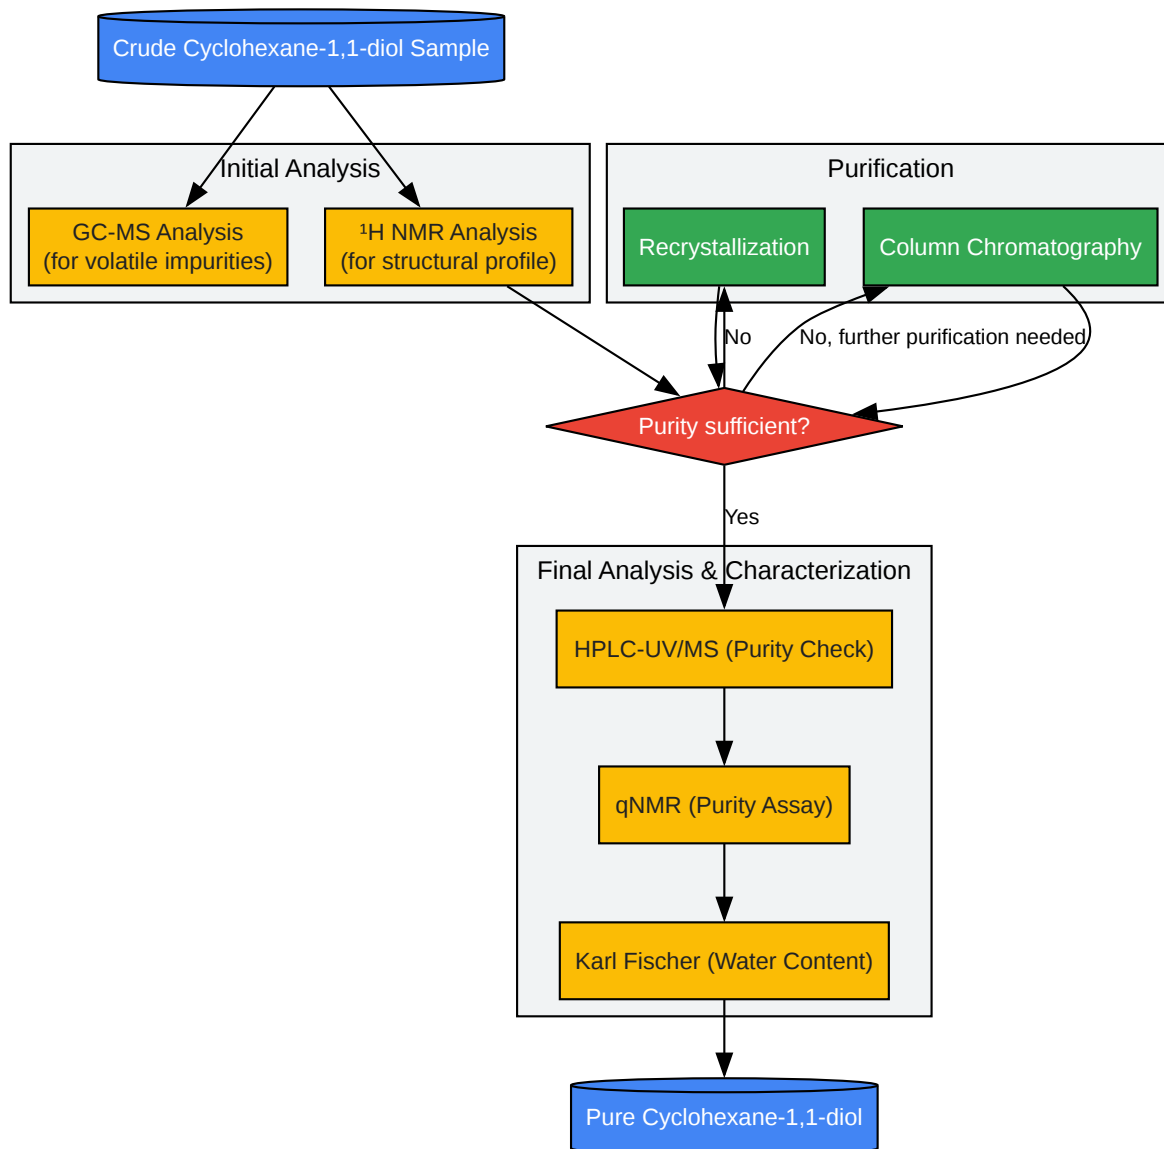 Crude Cyclohexane-1,1-diol Sample
Initial Analysis
Purification
GC-MS Analysis
(for volatile impurities)
¹H NMR Analysis
(for structural profile)
Recrystallization
Column Chromatography
No
No, further purification needed
Purity sufficient?
Yes
Final Analysis & Characterization
HPLC-UV/MS (Purity Check)
qNMR (Purity Assay)
Karl Fischer (Water Content)
Pure Cyclohexane-1,1-diol